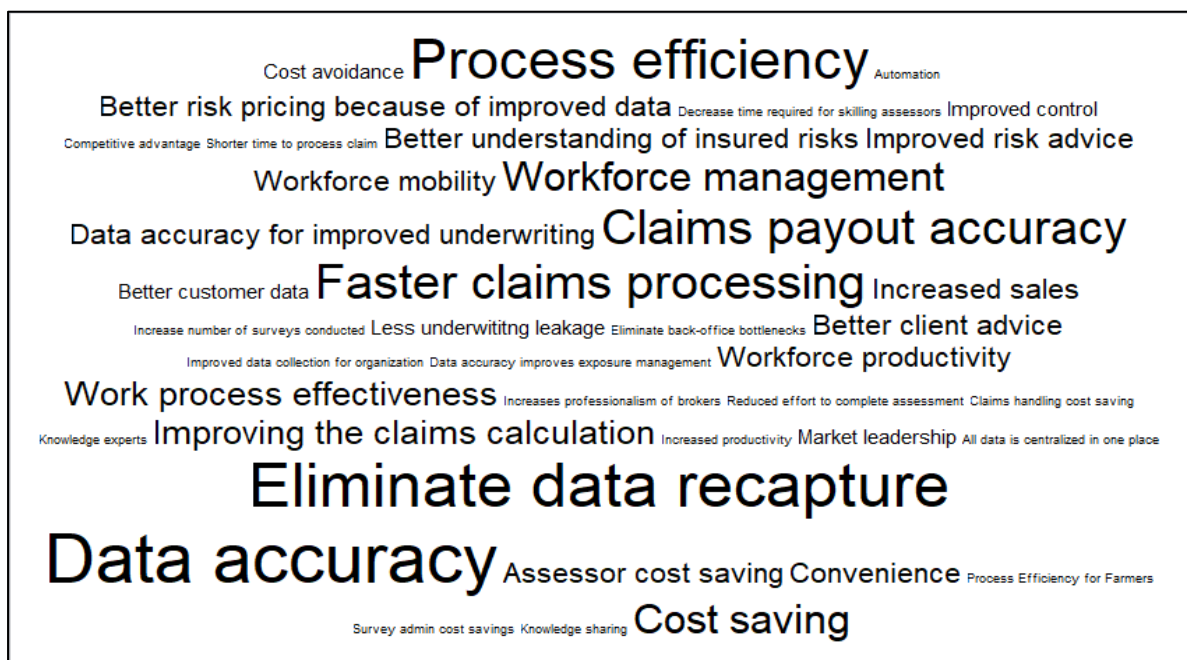 Cost avoidance Process efficiency Automation
Better risk pricing because of improved data Decrease time required for skilling assessors Improved control
Competitive advantage Shorter time to process claim Better understanding of insured risks Improved risk advice
Workforce mobility Workforce management
Data accuracy for improved underwriting Claims payout accuracy
Better customer data Faster claims processing Increased sales
Increase number of surveys conducted Less underwititng leakage Eliminate back-office bottlenecks Better client advice
Improved data collection for organization Data accuracy improves exposure management Workforce productivity
Work process effectiveness Increases professionalism of brokers Reduced effort to complete assessment Claims handling cost saving
Knowledge experts Improving the claims calculation Increased productivity Market leadership All data is centralized in one place
Eliminate data recapture
Data accuracy Assessor cost saving Convenience Process Efficiency for Farmers
Survey admin cost savings Knowledge sharing Cost saving